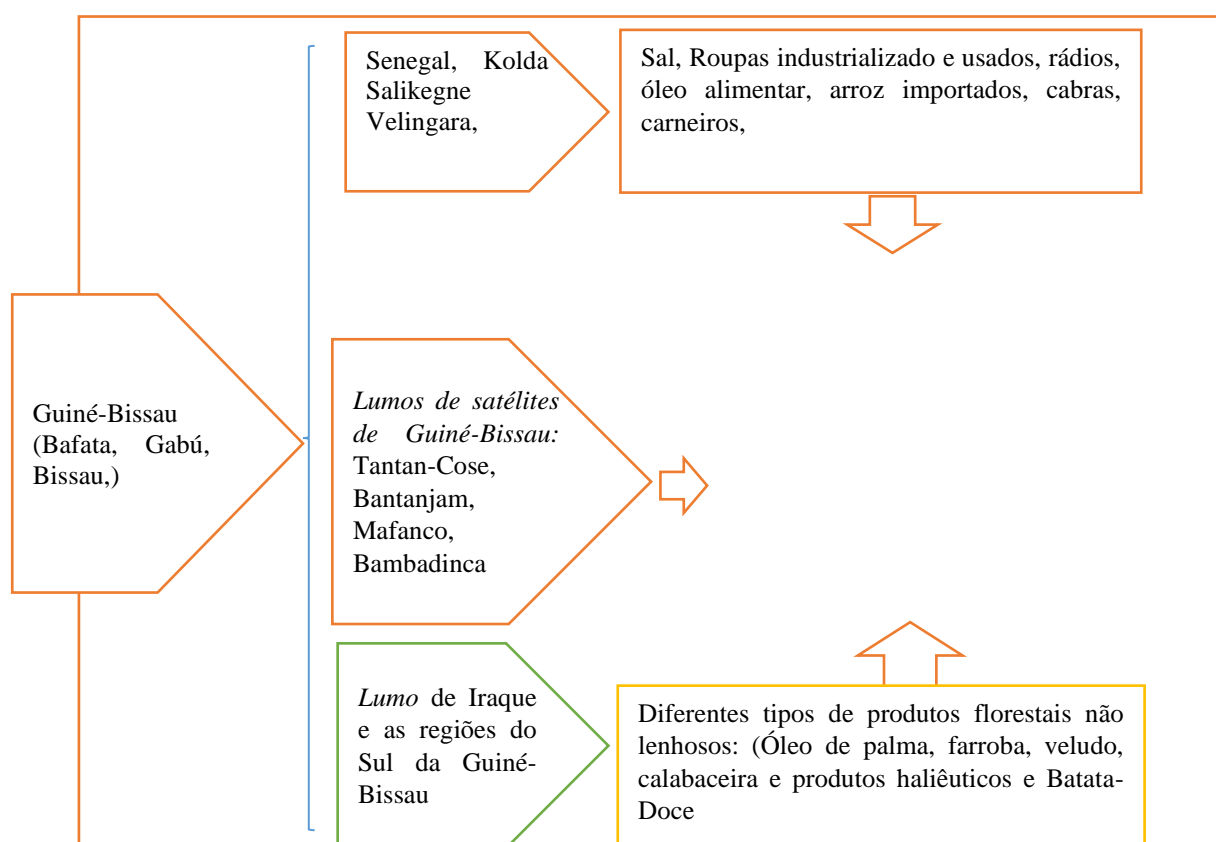 Senegal, Kolda
Salikegne
Velingara,
Sal, Roupas industrializado e usados, rádios,
óleo alimentar, arroz importados, cabras,
carneiros,
Guiné-Bissau
(Bafata, Gabú,
Bissau,)
Lumos de satélites
de Guiné-Bissau:
Tantan-Cose,
Bantanjam,
Mafanco,
Bambadinca
Lumo de Iraque
e as regiões do
Sul da Guiné-
Bissau
Diferentes tipos de produtos florestais não
lenhosos: (Óleo de palma, farroba, veludo,
calabaceira e produtos haliêuticos e Batata-
Doce